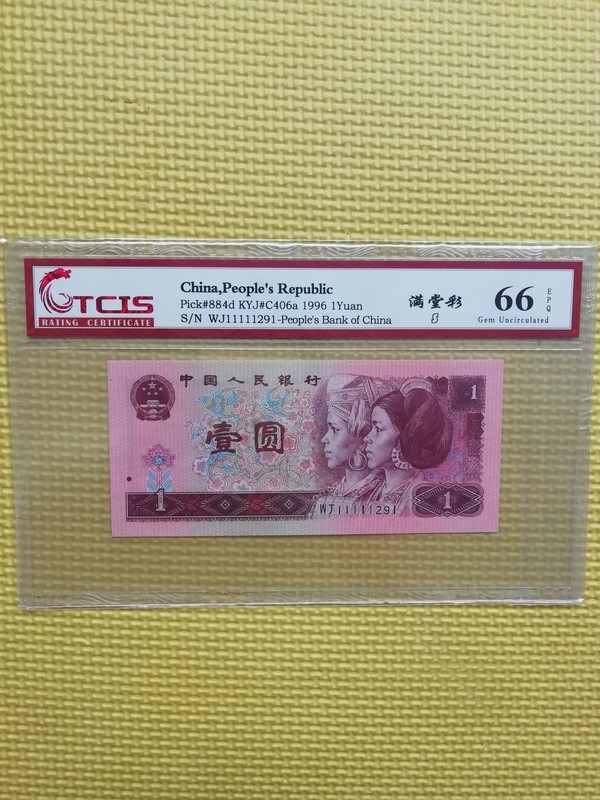 TCIS
RATING CERTIFICATE
China,People's Republic
Pick#884d KYJ#C406a 1996 1Yuan
S/N WJ11111291-People's Bank of China
满堂彩
8
66
EPQ
Gem Uncirculated
中国人民银行
1
壹圆
1
WJ11111291
1